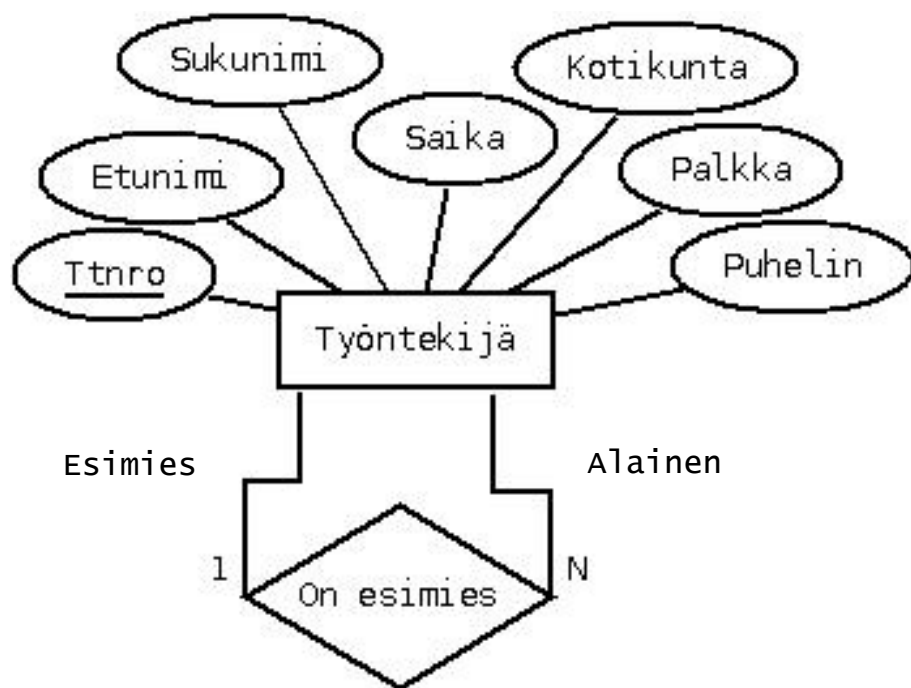 Sukunimi
Kotikunta
Saika
Etunimi
Palkka
Ttnro
Puhelin
Työntekijä
Esimies
Alainen
1
N
On esimies